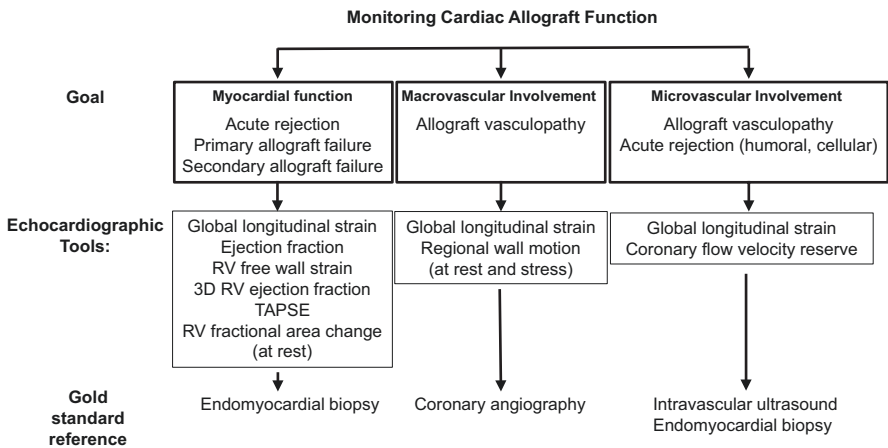 Monitoring Cardiac Allograft Function
Goal
Myocardial function
Acute rejection
Primary allograft failure
Secondary allograft failure
Macrovascular Involvement
Allograft vasculopathy
Microvascular Involvement
Allograft vasculopathy
Acute rejection (humoral, cellular)
Echocardiographic
Tools:
Global longitudinal strain
Ejection fraction
RV free wall strain
3D RV ejection fraction
TAPSE
RV fractional area change
(at rest)
Global longitudinal strain
Regional wall motion
(at rest and stress)
Global longitudinal strain
Coronary flow velocity reserve
Gold
standard
reference
Endomyocardial biopsy
Coronary angiography
Intravascular ultrasound
Endomyocardial biopsy